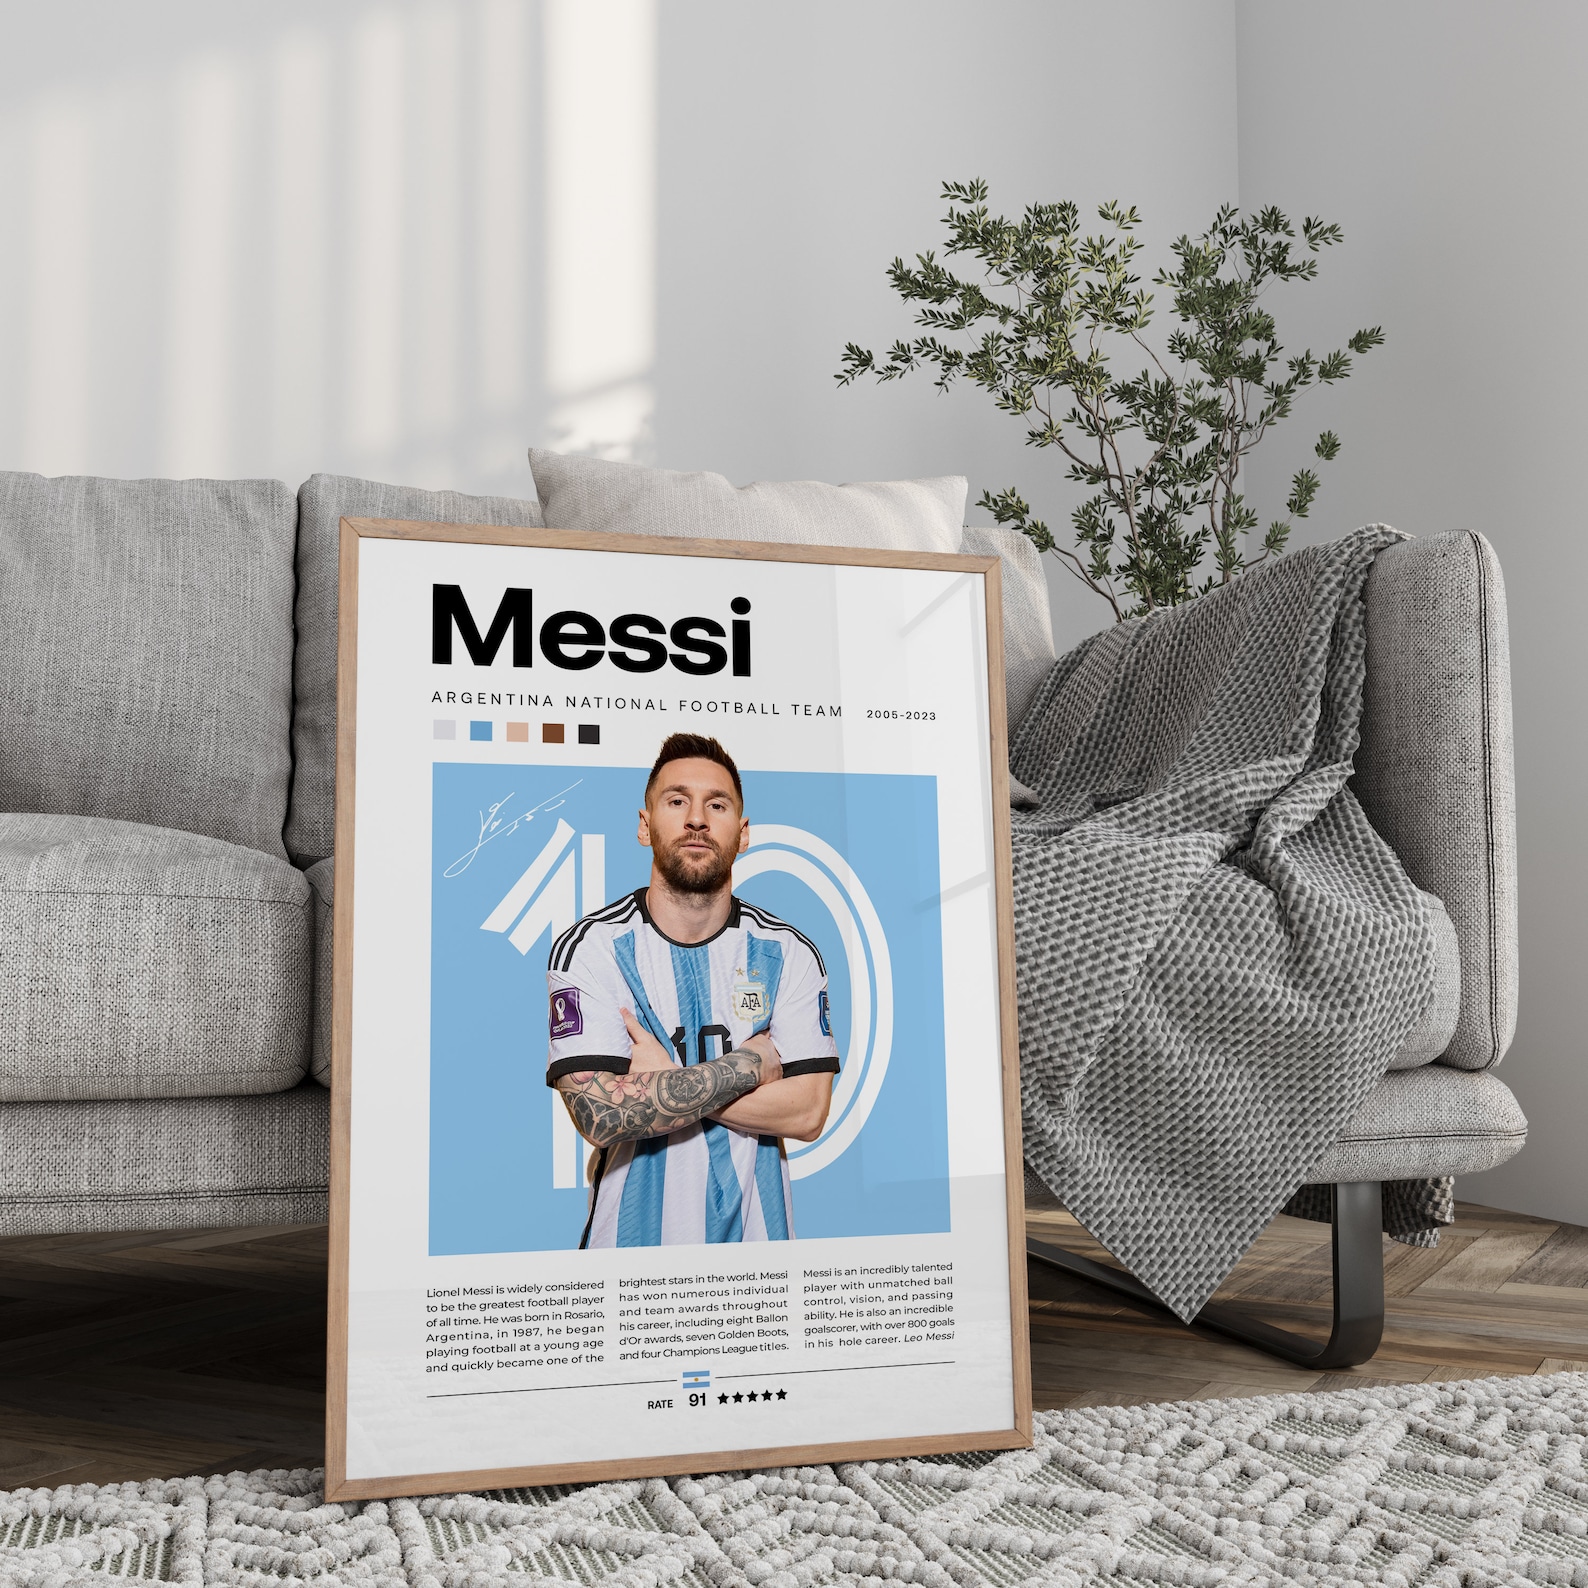 Messi
ARGENTINA NATIONAL FOOTBALL TEAM 2005-2023
10
AFA
10
Lionel Messi is widely considered
to be the greatest football player
of all time. He was born in Rosario,
Argentina, in 1987, he began
playing football at a young age
and quickly became one of the
brightest stars in the world. Messi
has won numerous individual
and team awards throughout
his career, including eight Ballon
d'Or awards, seven Golden Boots,
and four Champions League titles.
Messi is an incredibly talented
player with unmatched ball
control, vision, and passing
ability. He is also an incredible
goalscorer, with over 800 goals
in his hole career. Leo Messi
RATE 91 ★★★★★